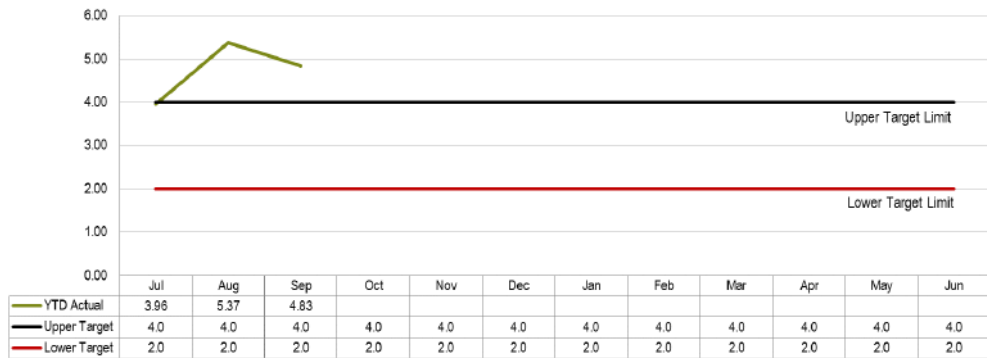 6.00
5.00
4.00
Upper Target Limit
3.00
2.00
Lower Target Limit
1.00
0.00
Jul Aug Sep Oct Nov Dec Jan Feb Mar Apr May Jun
YTD Actual 3.96 5.37 4.83
Upper Target 4.0 4.0 4.0 4.0 4.0 4.0 4.0 4.0 4.0 4.0 4.0 4.0
Lower Target 2.0 2.0 2.0 2.0 2.0 2.0 2.0 2.0 2.0 2.0 2.0 2.0